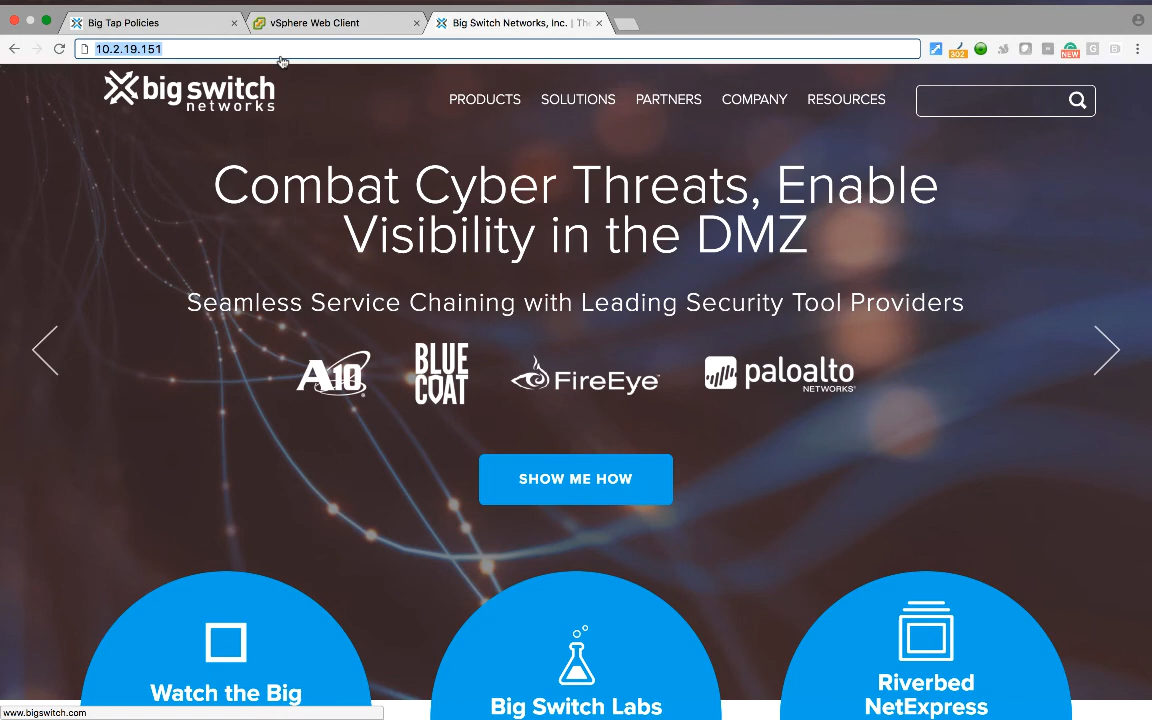 Big Tap Policies
vSphere Web Client
Big Switch Networks, Inc. | The
10.2.19.151
302
NEW
G
big switch
networks
PRODUCTS SOLUTIONS PARTNERS COMPANY RESOURCES
Combat Cyber Threats, Enable
Visibility in the DMZ
Seamless Service Chaining with Leading Security Tool Providers
A10
BLUE
COAT
FireEye
paloalto
NETWORKS
SHOW ME HOW
Watch the Big
Big Switch Labs
Riverbed
NetExpress
www.bigswitch.com